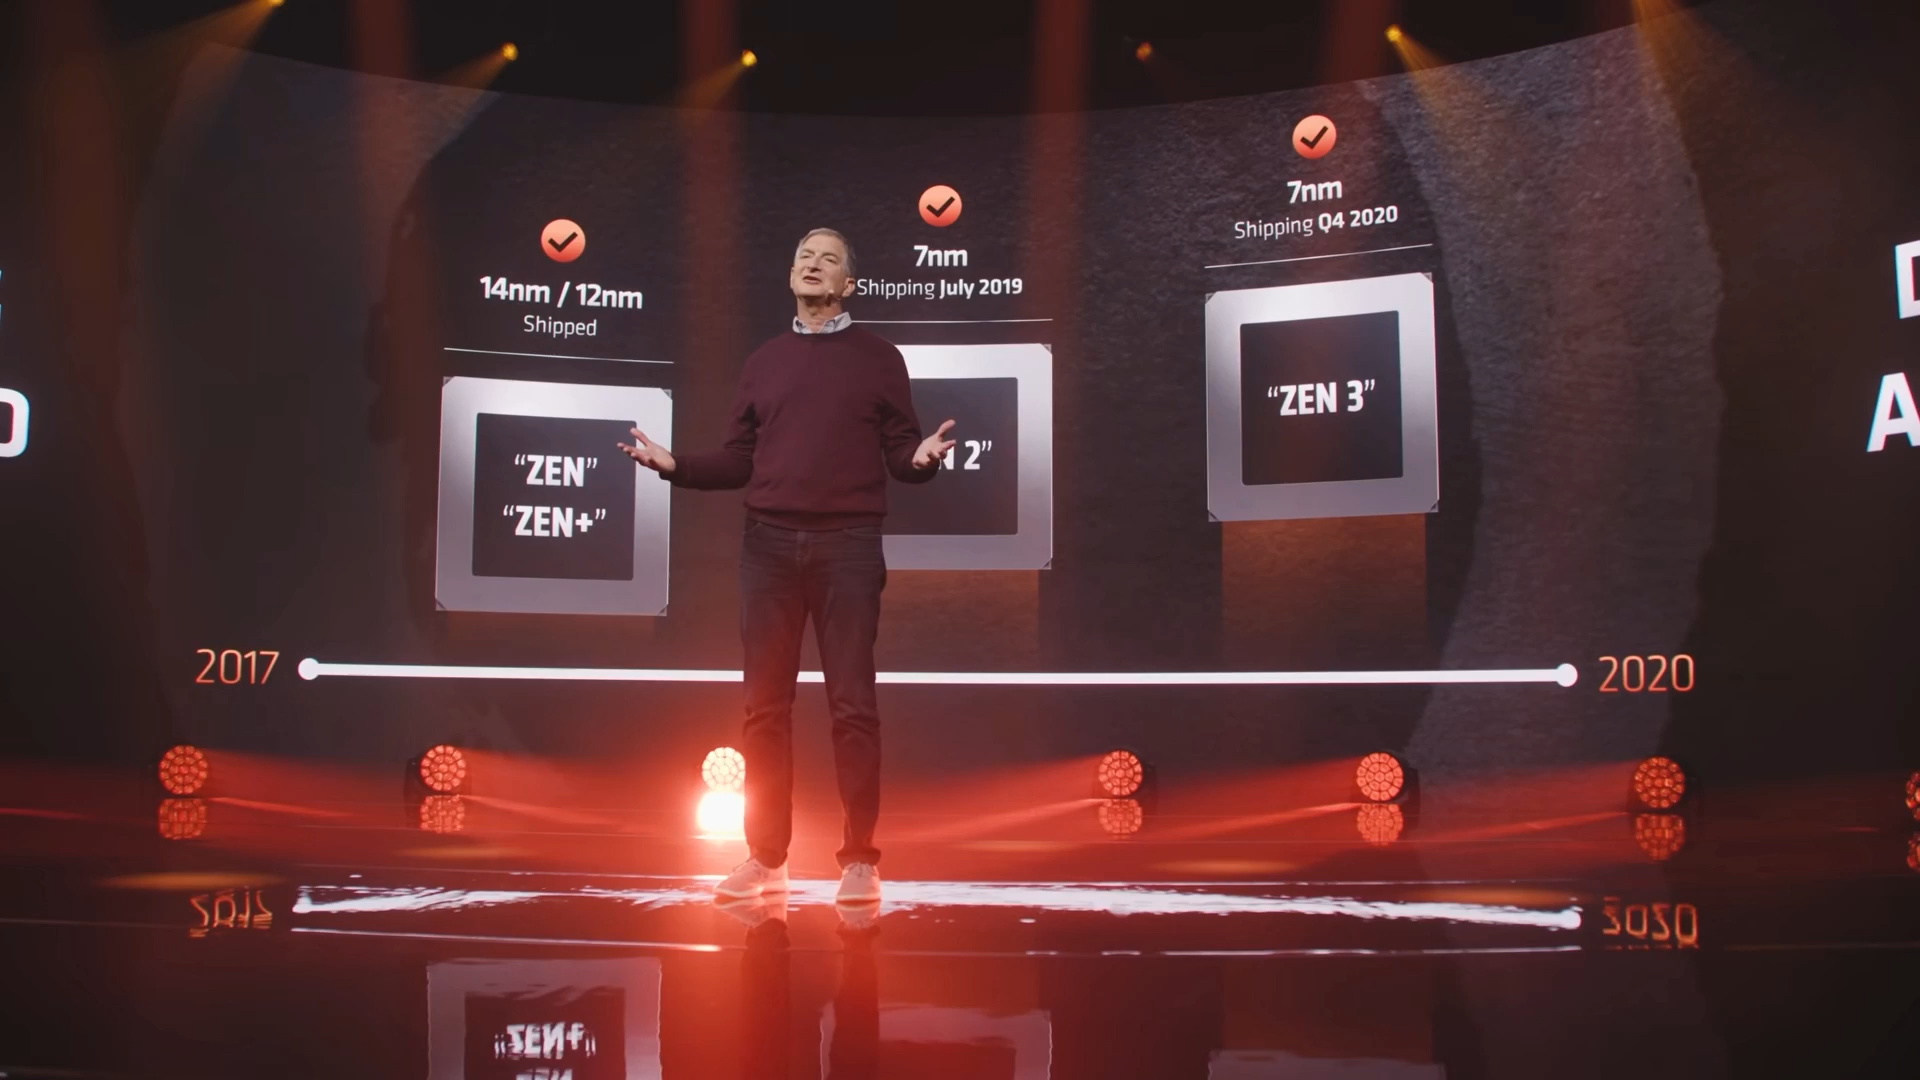 14nm / 12nm
Shipped
"ZEN"
"ZEN+"
7nm
Shipping July 2019
2"
7nm
Shipping Q4 2020
"ZEN 3"
2017
2020